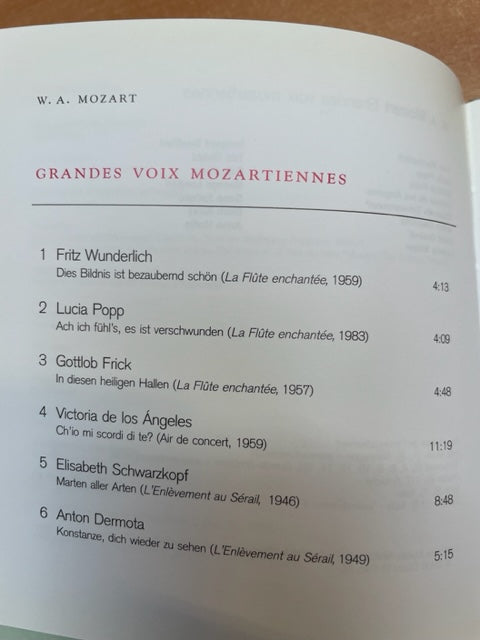 W. A. MOZART
GRANDES VOIX MOZARTIENNES
1 Fritz Wunderlich
Dies Bildnis ist bezaubernd schön (La Flûte enchantée, 1959) 4:13
2 Lucia Popp
Ach ich fühl's, es ist verschwunden (La Flûte enchantée, 1983) 4:09
3 Gottlob Frick
In diesen heiligen Hallen (La Flûte enchantée, 1957) 4:48
4 Victoria de los Ángeles
Ch'io mi scordi di te? (Air de concert, 1959) 11:19
5 Elisabeth Schwarzkopf
Marten aller Arten (L'Enlèvement au Sérail, 1946) 8:48
6 Anton Dermota
Konstanze, dich wieder zu sehen (L'Enlèvement au Sérail, 1949) 5:15